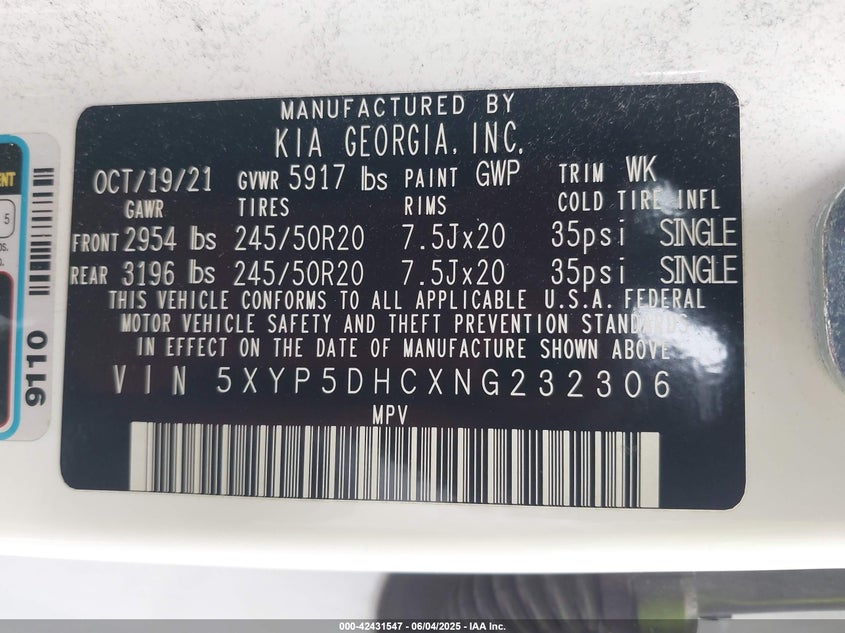 MANUFACTURED BY
KIA GEORGIA, INC.
OCT/19/21 GVWR 5917 lbs PAINT GWP TRIM WK
GAWR TIRES RIMS COLD TIRE INFL
FRONT 2954 lbs 245/50R20 7.5Jx20 35psi SINGLE
REAR 3196 lbs 245/50R20 7.5Jx20 35psi SINGLE
THIS VEHICLE CONFORMS TO ALL APPLICABLE U.S.A. FEDERAL
MOTOR VEHICLE SAFETY AND THEFT PREVENTION STANDARDS
IN EFFECT ON THE DATE OF MANUFACTURE SHOWN ABOVE
VIN 5XYP5DHCXNG232306
MPV
9110
5
000-42431547 - 06/04/2025 - IAA Inc.